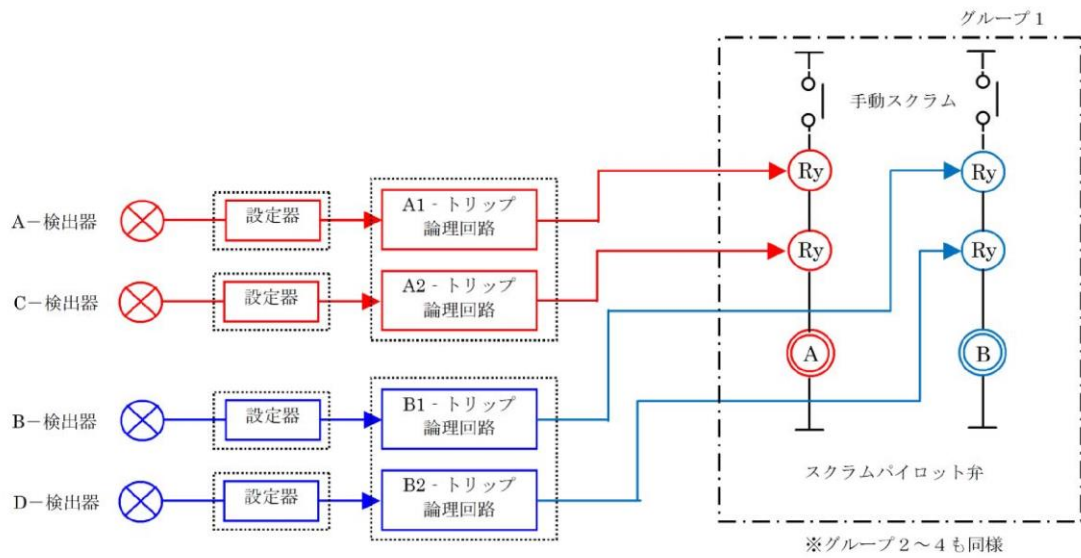 グループ1
手動スクラム
Ry
Ry
A－検出器
設定器
A1 - トリップ
論理回路
Ry
Ry
C－検出器
設定器
A2 - トリップ
論理回路
A
B
B－検出器
設定器
B1 - トリップ
論理回路
D－検出器
設定器
B2 - トリップ
論理回路
スクラムパイロット弁
※グループ2～4も同様